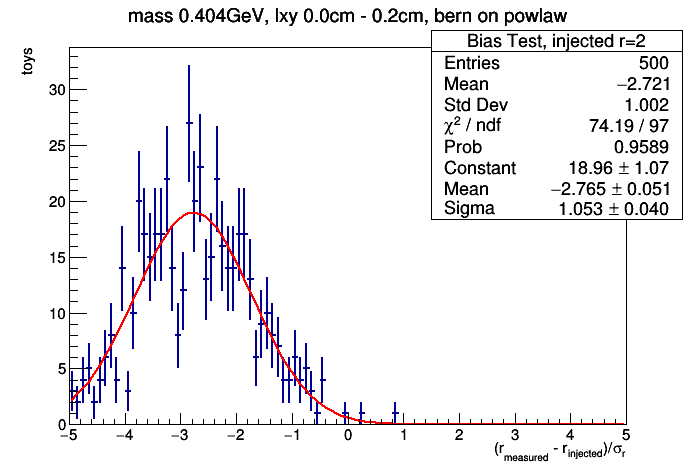 mass 0.404GeV, lxy 0.0cm - 0.2cm, bern on powlaw
toys
Bias Test, injected r=2
Entries 500
Mean −2.721
Std Dev 1.002
χ² / ndf 74.19 / 97
Prob 0.9589
Constant 18.96 ± 1.07
Mean −2.765 ± 0.051
Sigma 1.053 ± 0.040
30
25
20
15
10
5
0
−5 −4 −3 −2 −1 0 1 2 3 4 5
(r_measured - r_injected)/σ_r